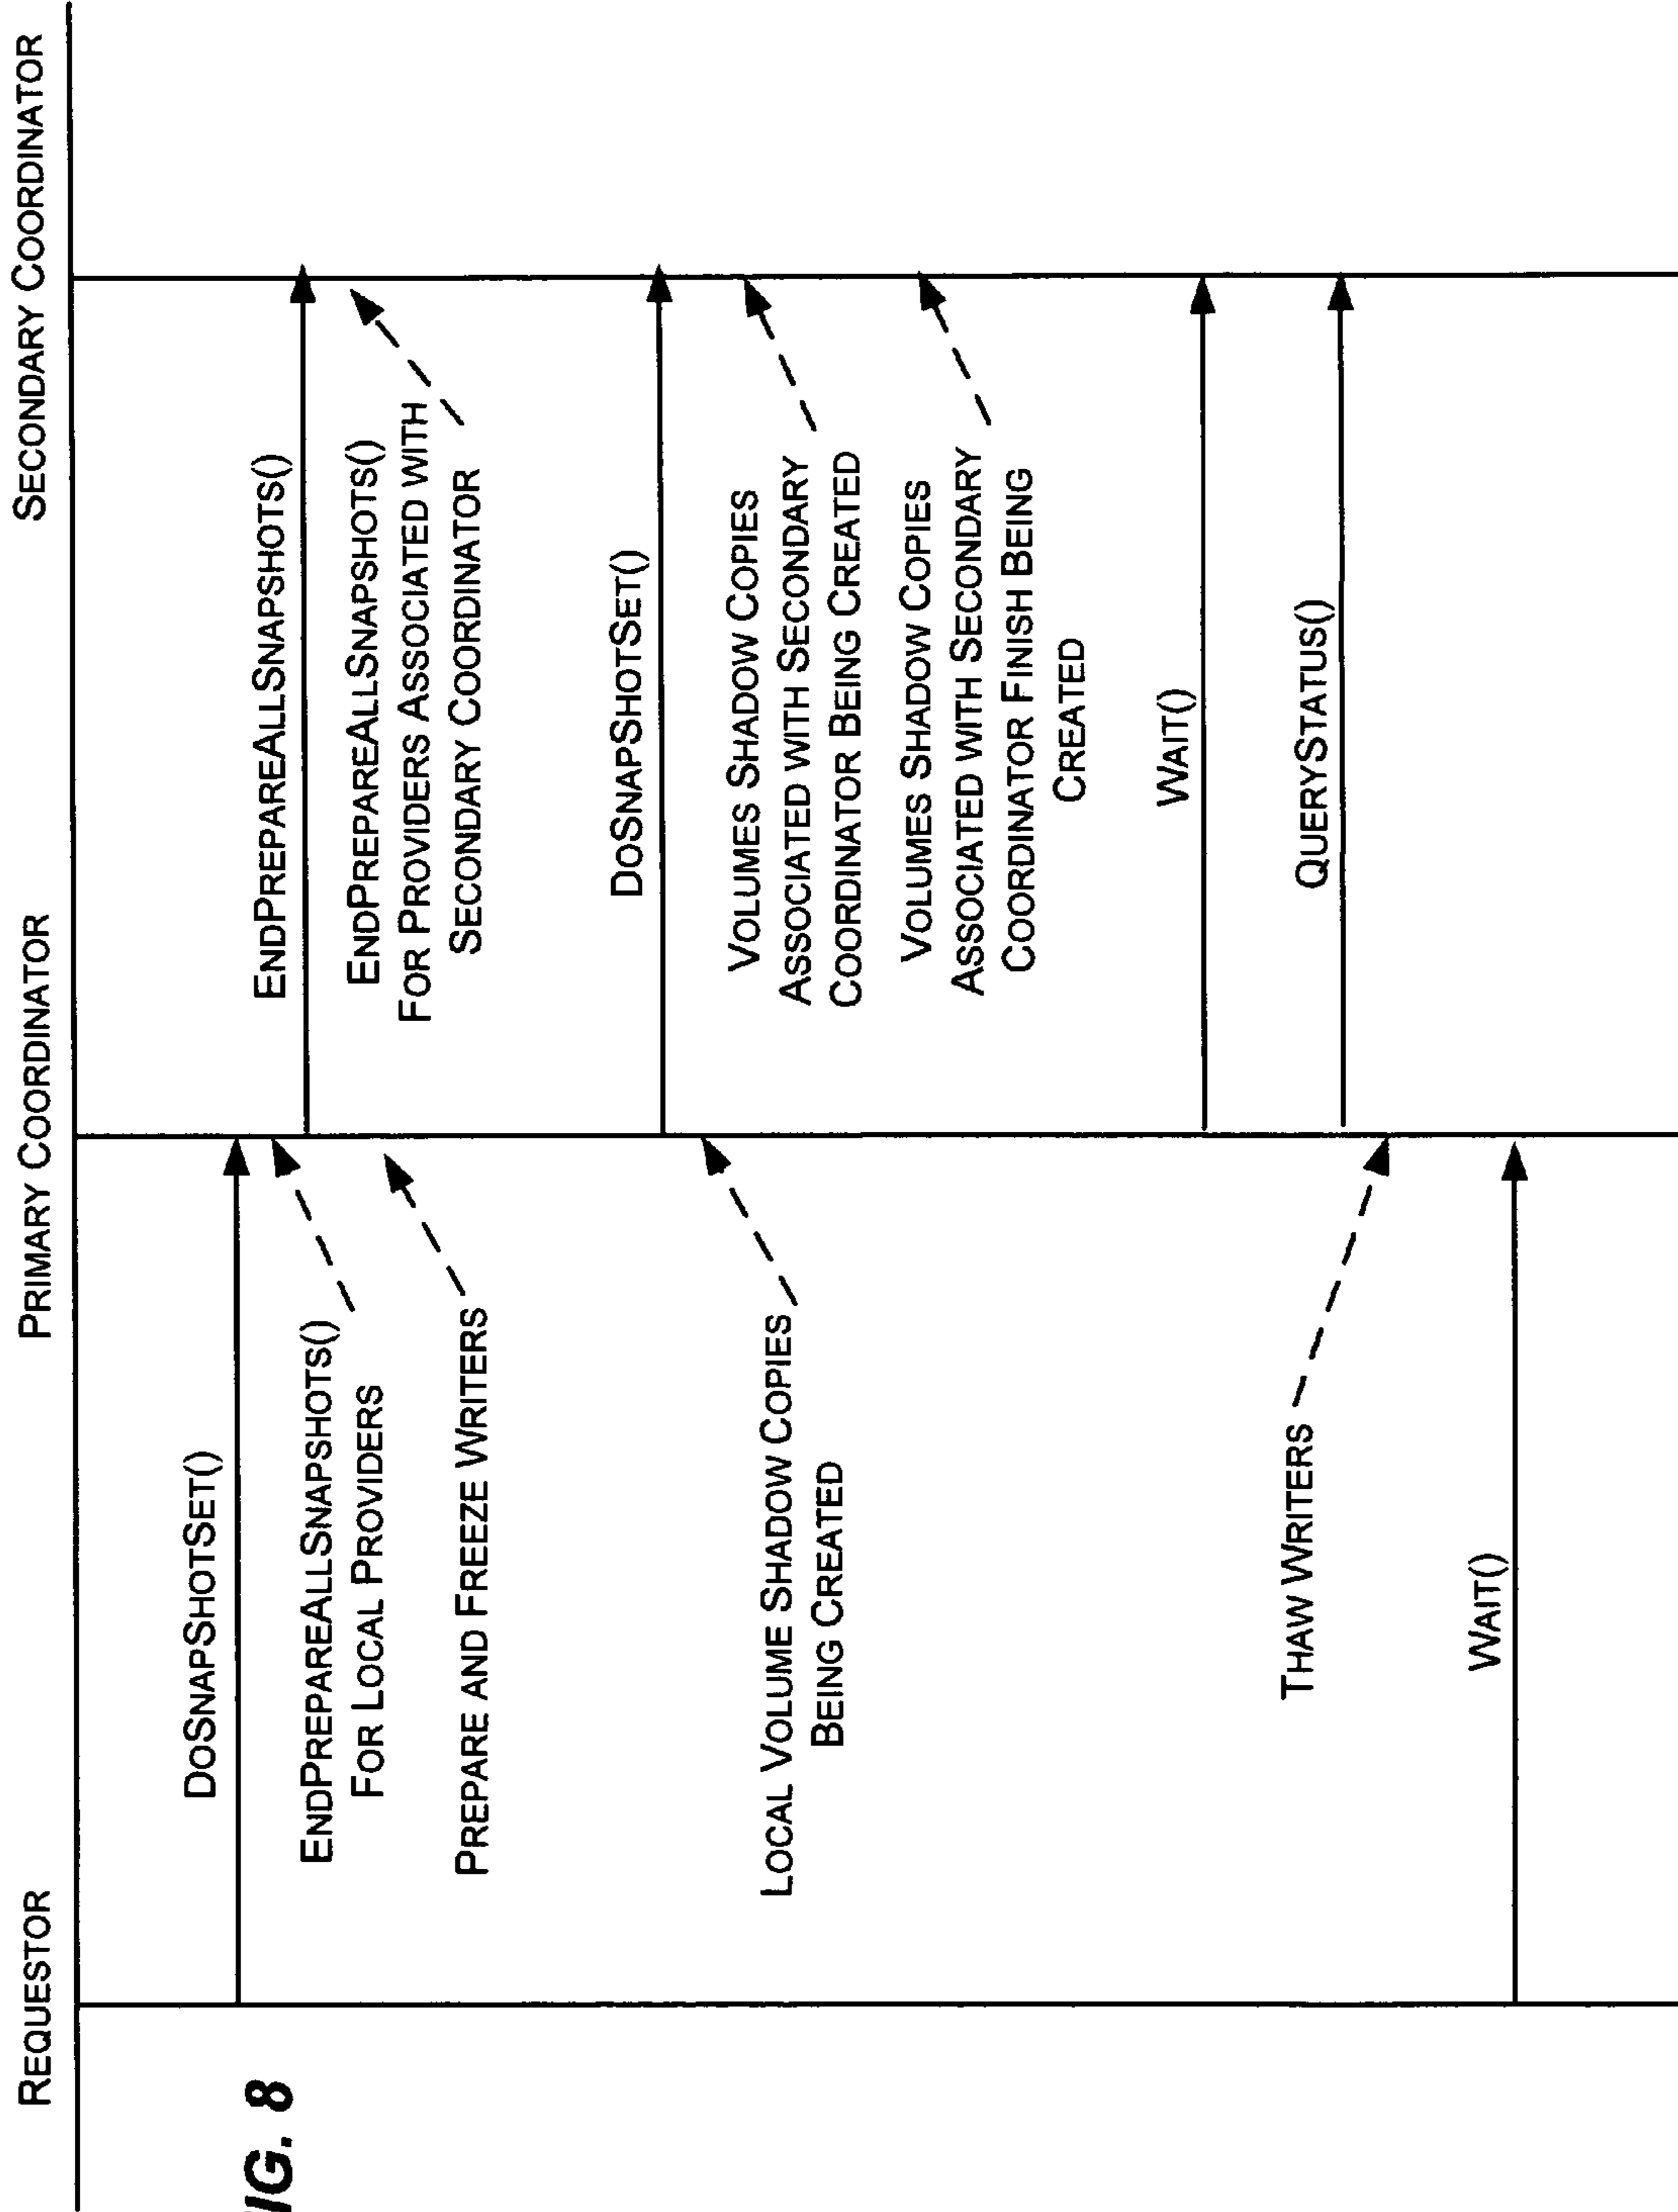 REQUESTOR
PRIMARY COORDINATOR
SECONDARY COORDINATOR
IG. 8
DOSNAPSHOTSET()
ENDPREPAREALLSNAPSHOTS()
FOR LOCAL PROVIDERS
ENDPREPAREALLSNAPSHOTS()
ENDPREPAREALLSNAPSHOTS()
FOR PROVIDERS ASSOCIATED WITH
SECONDARY COORDINATOR
PREPARE AND FREEZE WRITERS
DOSNAPSHOTSET()
LOCAL VOLUME SHADOW COPIES
BEING CREATED
VOLUMES SHADOW COPIES
ASSOCIATED WITH SECONDARY
COORDINATOR BEING CREATED
VOLUMES SHADOW COPIES
ASSOCIATED WITH SECONDARY
COORDINATOR FINISH BEING
CREATED
WAIT()
QUERYSTATUS()
THAW WRITERS
WAIT()